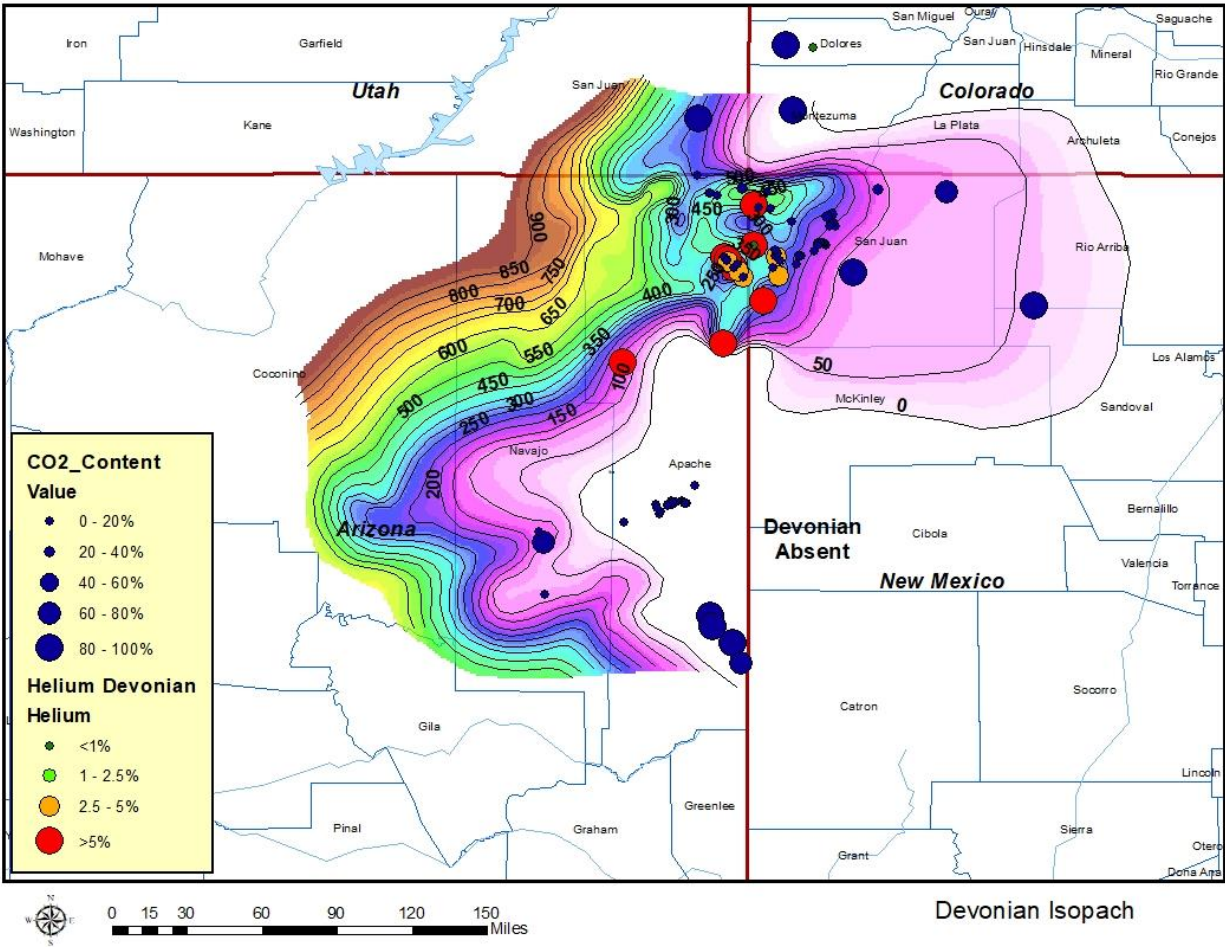 San Miguel
Oural
Saguache
Iron
Garfield
Dolores
San Juan
Hinsdale
Mineral
Rio Grande
Utah
San Juan
Colorado
Washington
Kane
Montezuma
La Plata
Archuleta
Conejos
500
450
300
900
Mohave
San Juan
Rio Arriba
850
750
800
700
650
250
400
600
550
350
50
Los Alamos
Coconino
450
100
500
300
McKinley
0
Sandoval
250
150
Navajo
Apache
200
Arizona
Devonian
Absent
Cibola
Bernalillo
Valencia
New Mexico
Torrance
CO2_Content
Value
0 - 20%
20 - 40%
40 - 60%
60 - 80%
80 - 100%
Helium Devonian
Helium
<1%
1 - 2.5%
2.5 - 5%
>5%
Socorro
Catron
Gila
Lincoln
Greenlee
Pinal
Graham
Sierra
Grant
Otero
Dona Ana
N
W
E
S
0 15 30 60 90 120 150
Miles
Devonian Isopach